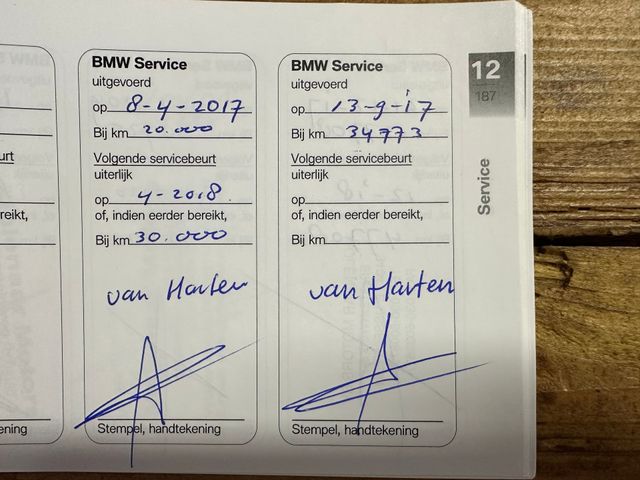 BMW Service
uitgevoerd
op 8-4-2017
Bij km 20.000
Volgende servicebeurt
uiterlijk
op 4-2018.
of, indien eerder bereikt,
Bij km 30.000
van Harten
Stempel, handtekening
BMW Service
uitgevoerd
op 13-9-17
Bij km 34773
Volgende servicebeurt
uiterlijk
op
of, indien eerder bereikt,
Bij km
van Harten
Stempel, handtekening
12
187
Service